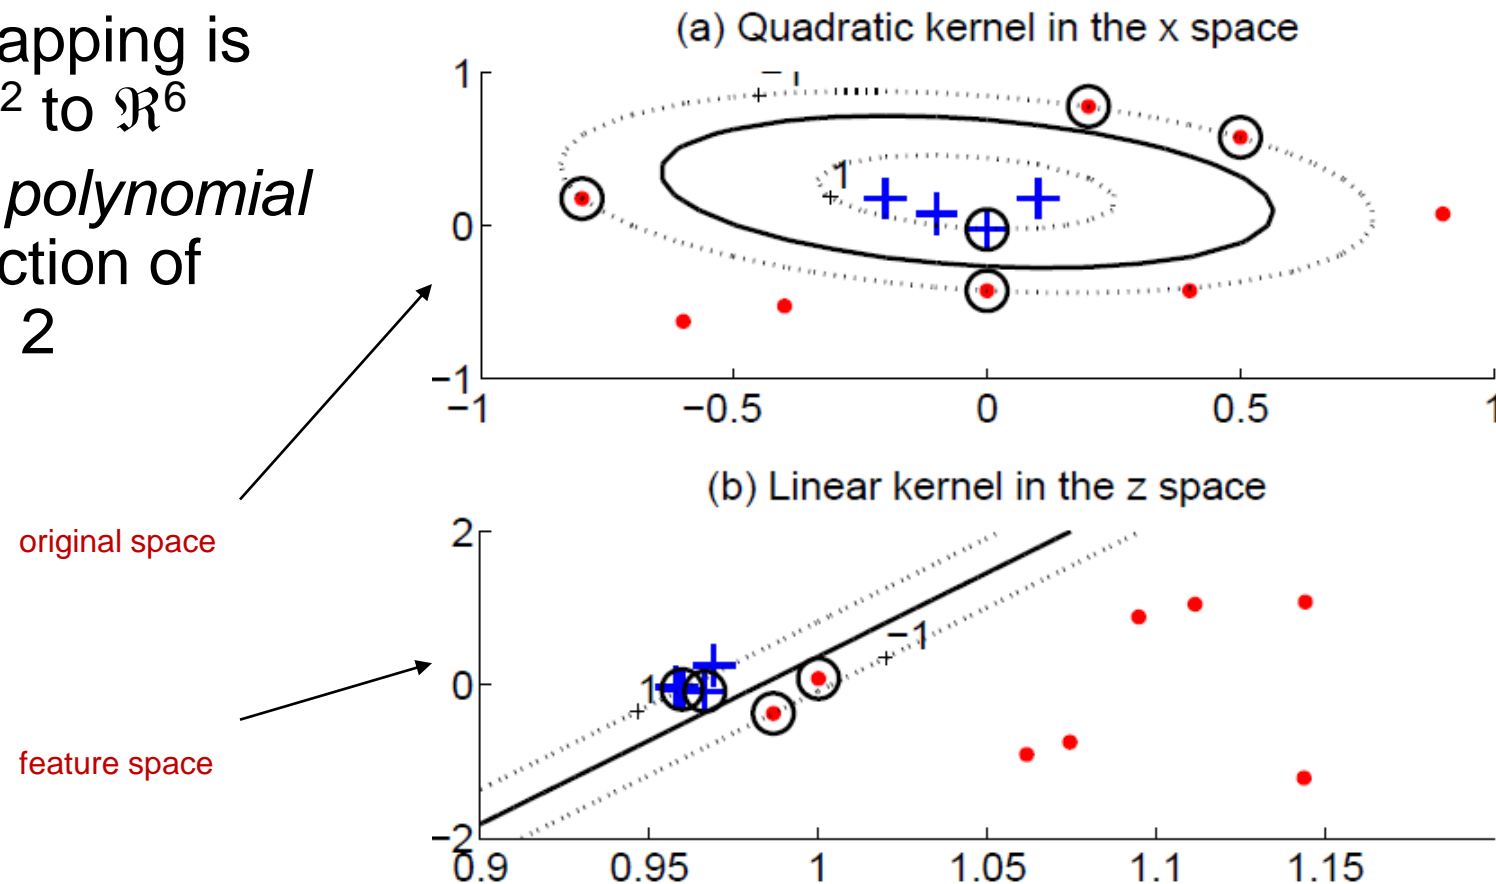 apping is
2 to ℜ6
polynomial
ction of
2
original space
feature space
(a) Quadratic kernel in the x space
−1
1
1
0
−1
−1 −0.5 0 0.5 1
(b) Linear kernel in the z space
2
−1
1
0
−2
0.9 0.95 1 1.05 1.1 1.15